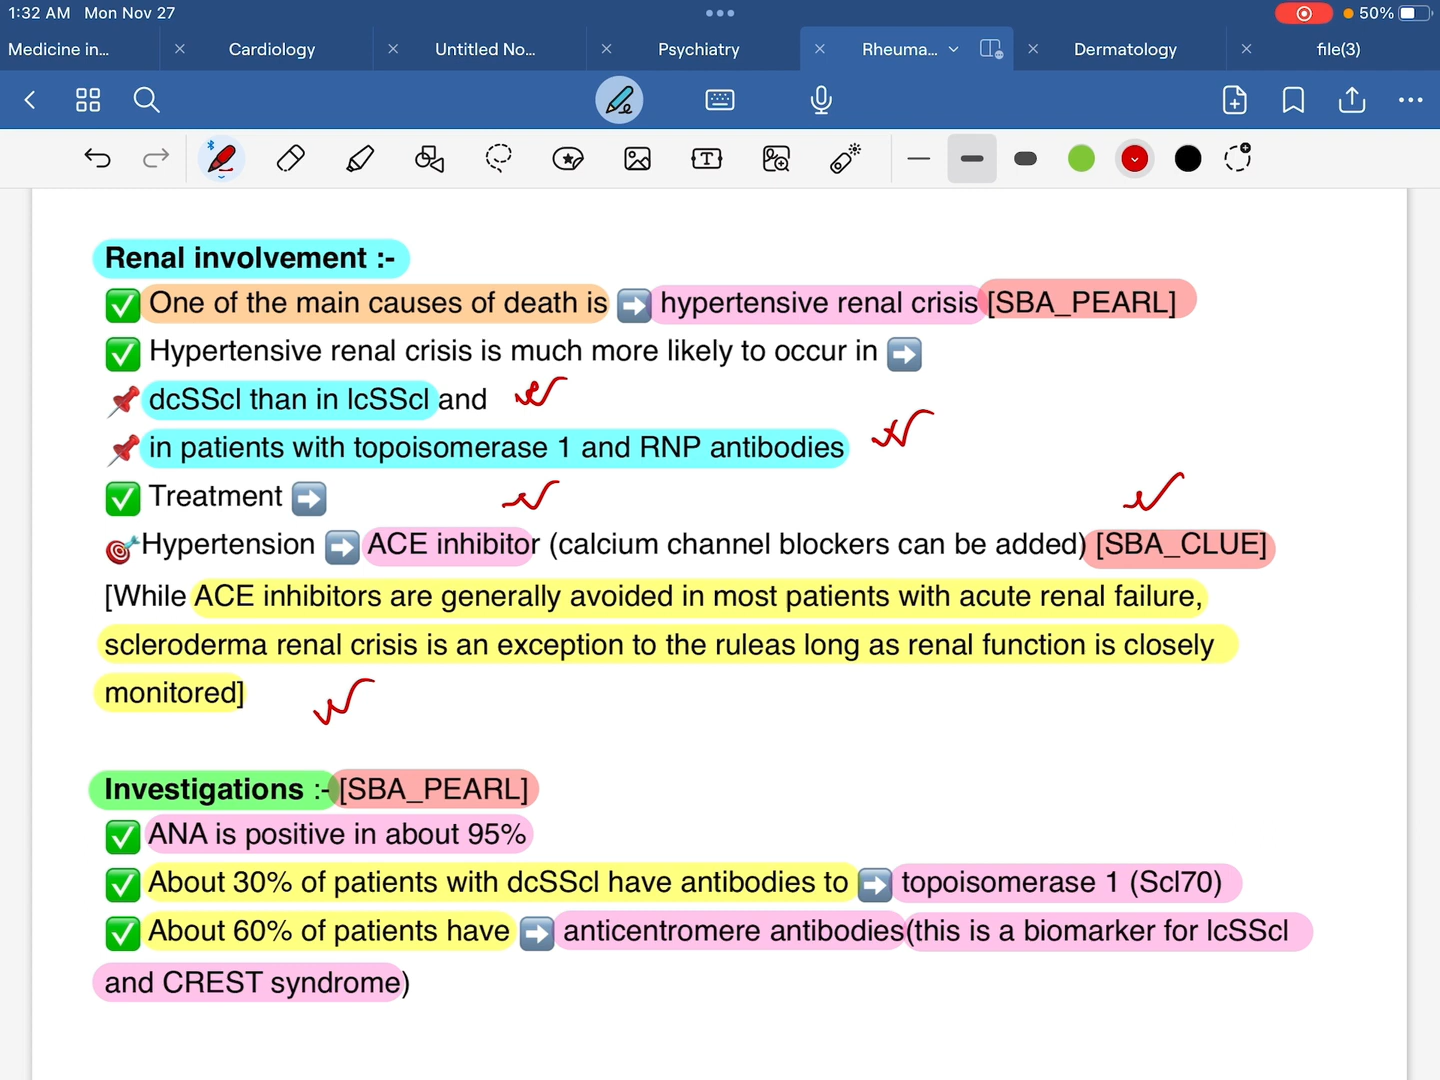 1:32 AM Mon Nov 27
50%
Medicine in...
Cardiology
Untitled No...
Psychiatry
Rheuma...
Dermatology
file(3)
Renal involvement :-
✅ One of the main causes of death is ➡️ hypertensive renal crisis [SBA_PEARL]
✅ Hypertensive renal crisis is much more likely to occur in ➡️
📌 dcSScl than in lcSScl and
📌 in patients with topoisomerase 1 and RNP antibodies
✅ Treatment ➡️
🎯Hypertension ➡️ ACE inhibitor (calcium channel blockers can be added) [SBA_CLUE]
[While ACE inhibitors are generally avoided in most patients with acute renal failure,
scleroderma renal crisis is an exception to the ruleas long as renal function is closely
monitored]
Investigations :- [SBA_PEARL]
✅ ANA is positive in about 95%
✅ About 30% of patients with dcSScl have antibodies to ➡️ topoisomerase 1 (Scl70)
✅ About 60% of patients have ➡️ anticentromere antibodies(this is a biomarker for lcSScl
and CREST syndrome)